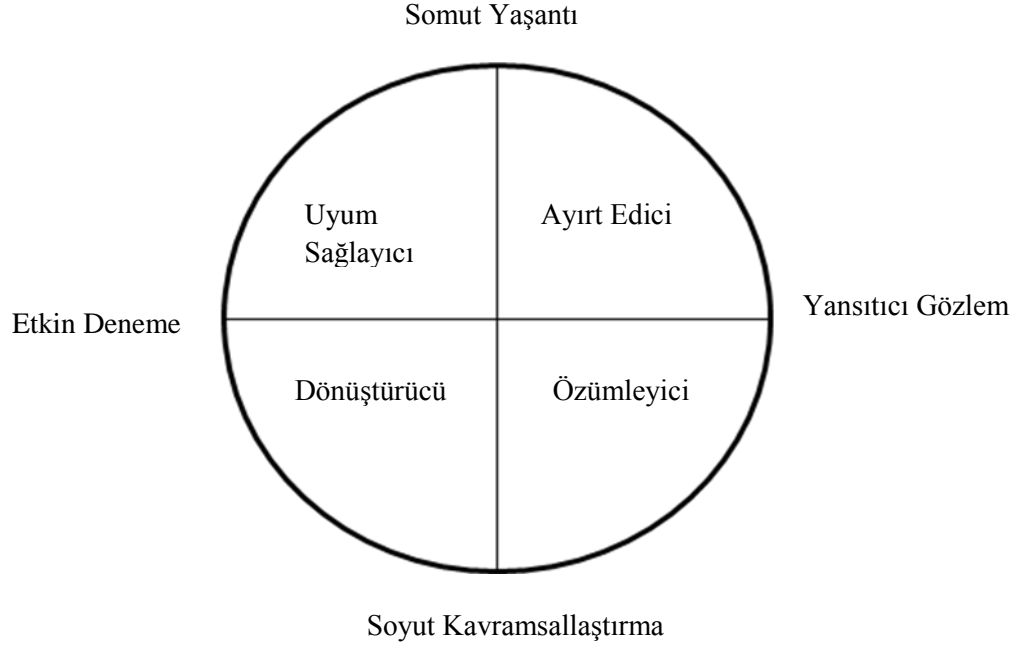 Somut Yaşantı
Uyum
Sağlayıcı
Ayırt Edici
Etkin Deneme
Yansıtıcı Gözlem
Dönüştürücü
Özümleyici
Soyut Kavramsallaştırma